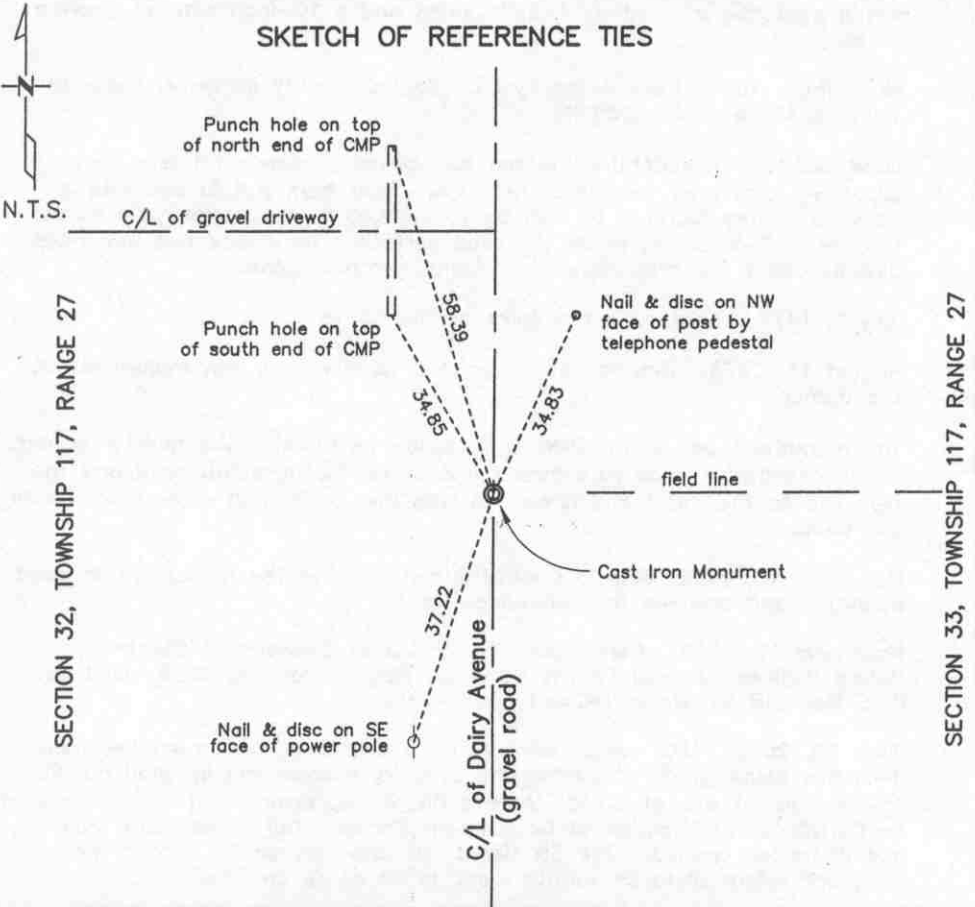 SKETCH OF REFERENCE TIES
N
N.T.S.
Punch hole on top
of north end of CMP
C/L of gravel driveway
58.39
Punch hole on top
of south end of CMP
34.85
Nail & disc on NW
face of post by
telephone pedestal
34.83
SECTION 32, TOWNSHIP 117, RANGE 27
SECTION 33, TOWNSHIP 117, RANGE 27
field line
Cast Iron Monument
37.22
Nail & disc on SE
face of power pole
C/L of Dairy Avenue
(gravel road)